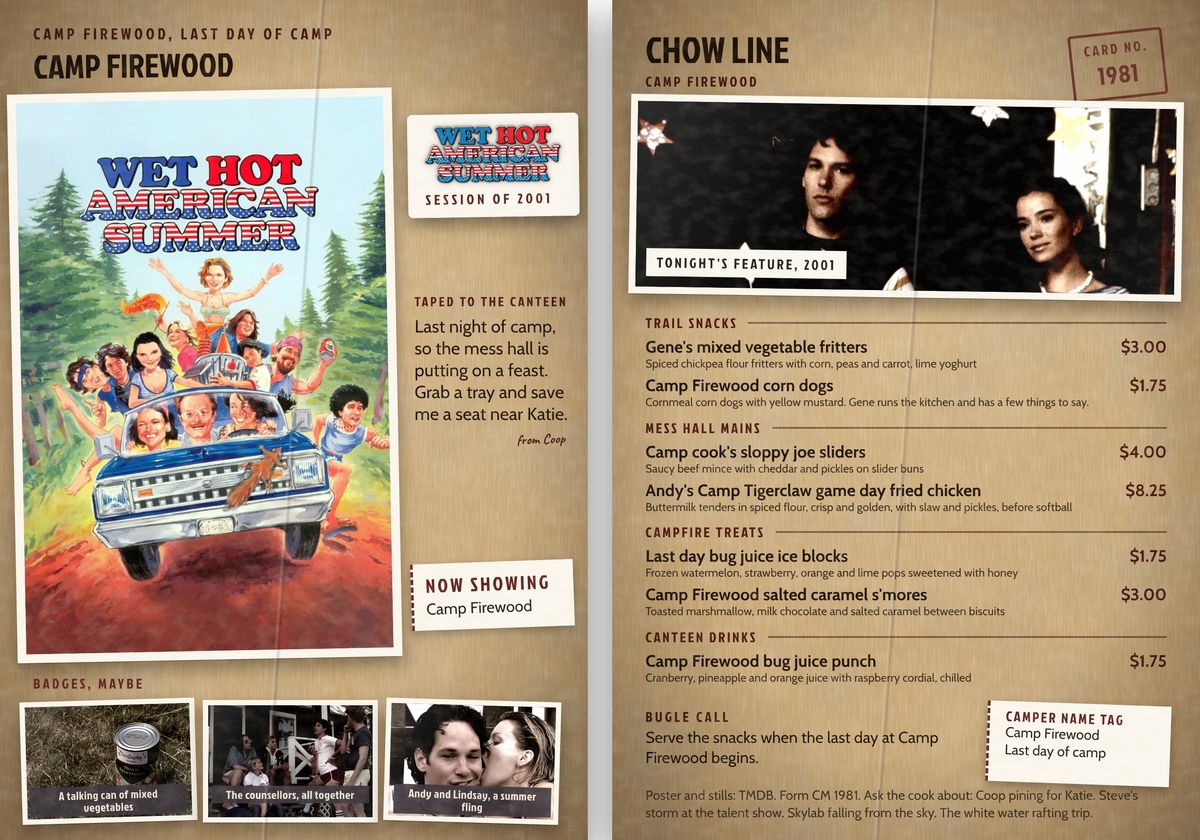 CAMP FIREWOOD, LAST DAY OF CAMP
CAMP FIREWOOD
WET HOT
AMERICAN
SUMMER
CAMP
FIREWOOD
1981
WET HOT
AMERICAN
SUMMER
SESSION OF 2001
TAPED TO THE CANTEEN
Last night of camp,
so the mess hall is
putting on a feast.
Grab a tray and save
me a seat near Katie.
from Coop
NOW SHOWING
Camp Firewood
BADGES, MAYBE
A talking can of mixed
vegetables
The counsellors, all together
Andy and Lindsay, a summer
fling
CHOW LINE
CAMP FIREWOOD
CARD NO.
1981
TONIGHT'S FEATURE, 2001
TRAIL SNACKS
Gene's mixed vegetable fritters $3.00
Spiced chickpea flour fritters with corn, peas and carrot, lime yoghurt
Camp Firewood corn dogs $1.75
Cornmeal corn dogs with yellow mustard. Gene runs the kitchen and has a few things to say.
MESS HALL MAINS
Camp cook's sloppy joe sliders $4.00
Saucy beef mince with cheddar and pickles on slider buns
Andy's Camp Tigerclaw game day fried chicken $8.25
Buttermilk tenders in spiced flour, crisp and golden, with slaw and pickles, before softball
CAMPFIRE TREATS
Last day bug juice ice blocks $1.75
Frozen watermelon, strawberry, orange and lime pops sweetened with honey
Camp Firewood salted caramel s'mores $3.00
Toasted marshmallow, milk chocolate and salted caramel between biscuits
CANTEEN DRINKS
Camp Firewood bug juice punch $1.75
Cranberry, pineapple and orange juice with raspberry cordial, chilled
BUGLE CALL
Serve the snacks when the last day at Camp
Firewood begins.
CAMPER NAME TAG
Camp Firewood
Last day of camp
Poster and stills: TMDB. Form CM 1981. Ask the cook about: Coop pining for Katie. Steve's
storm at the talent show. Skylab falling from the sky. The white water rafting trip.